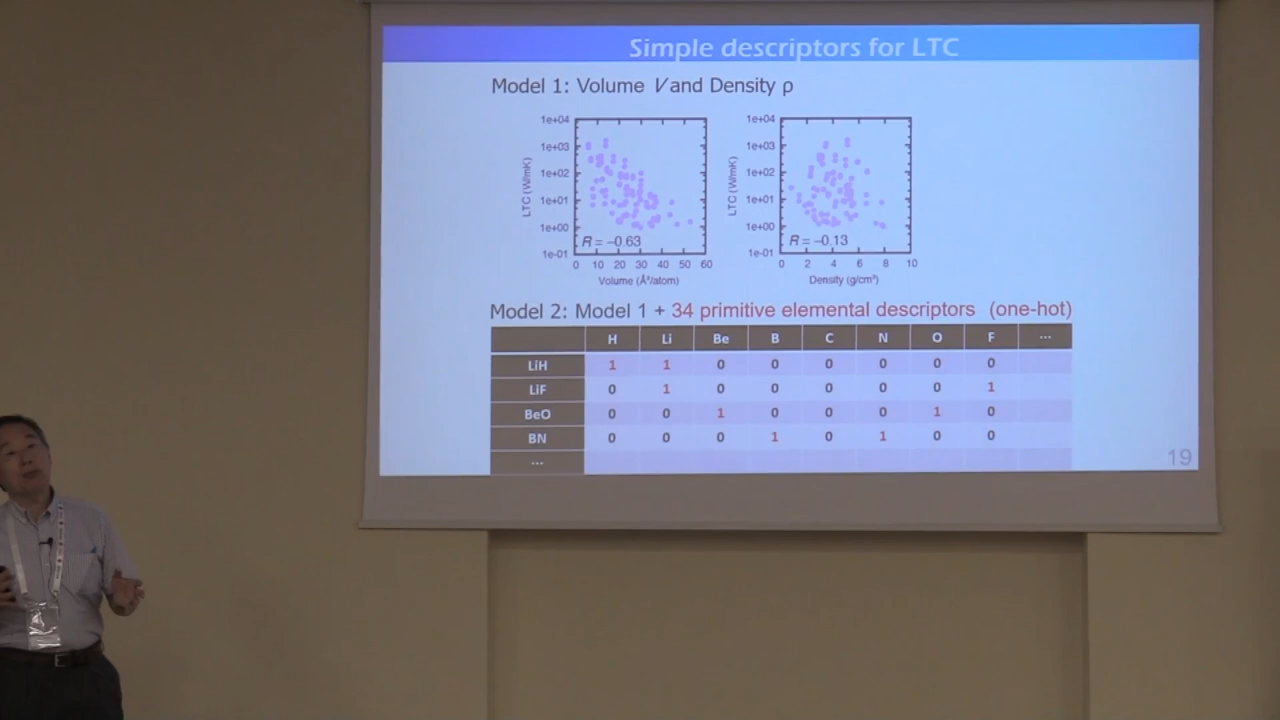 Simple descriptors for LTC
Model 1: Volume V and Density ρ
1e+04
1e+03
1e+02
1e+01
1e+00
1e-01
LTC (W/mK)
R = –0.63
0 10 20 30 40 50 60
Volume (Å³/atom)
1e+04
1e+03
1e+02
1e+01
1e+00
1e-01
LTC (W/mK)
R = –0.13
0 2 4 6 8 10
Density (g/cm³)
Model 2: Model 1 + 34 primitive elemental descriptors (one-hot)
H Li Be B C N O F ...
LiH 1 1 0 0 0 0 0 0
LiF 0 1 0 0 0 0 0 1
BeO 0 0 1 0 0 0 1 0
BN 0 0 0 1 0 1 0 0
...
19